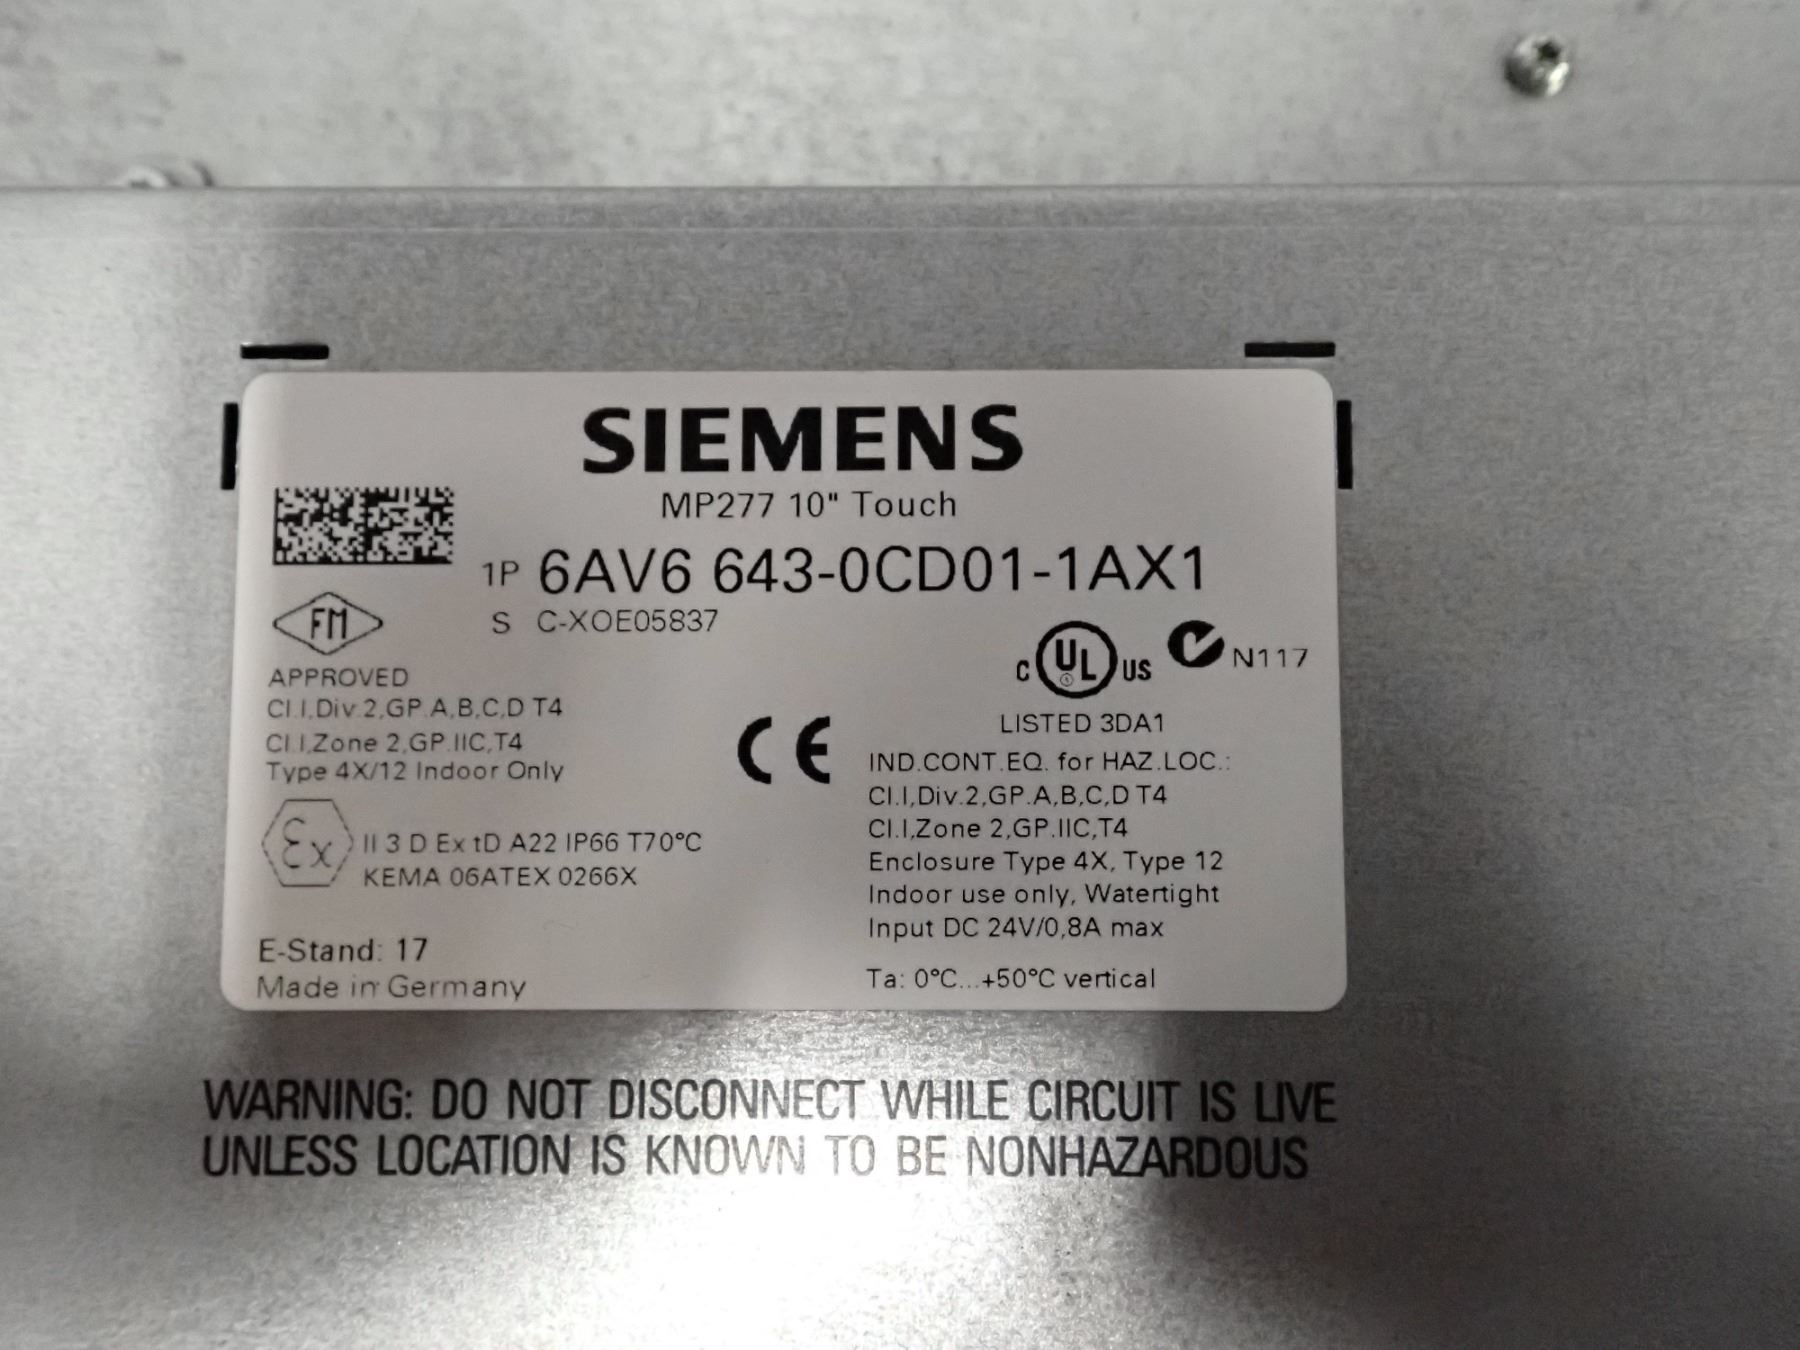 SIEMENS
MP277 10" Touch
1P 6AV6 643-0CD01-1AX1
S C-XOE05837
FM
APPROVED
Cl.I,Div.2,GP.A,B,C,D T4
Cl.I,Zone 2,GP.IIC,T4
Type 4X/12 Indoor Only
Ex II 3 D Ex tD A22 IP66 T70°C
KEMA 06ATEX 0266X
E-Stand: 17
Made in Germany
CE
C UL US N117
LISTED 3DA1
IND.CONT.EQ. for HAZ.LOC.:
Cl.I,Div.2,GP.A,B,C,D T4
Cl.I,Zone 2,GP.IIC,T4
Enclosure Type 4X, Type 12
Indoor use only, Watertight
Input DC 24V/0,8A max
Ta: 0°C...+50°C vertical
WARNING: DO NOT DISCONNECT WHILE CIRCUIT IS LIVE
UNLESS LOCATION IS KNOWN TO BE NONHAZARDOUS